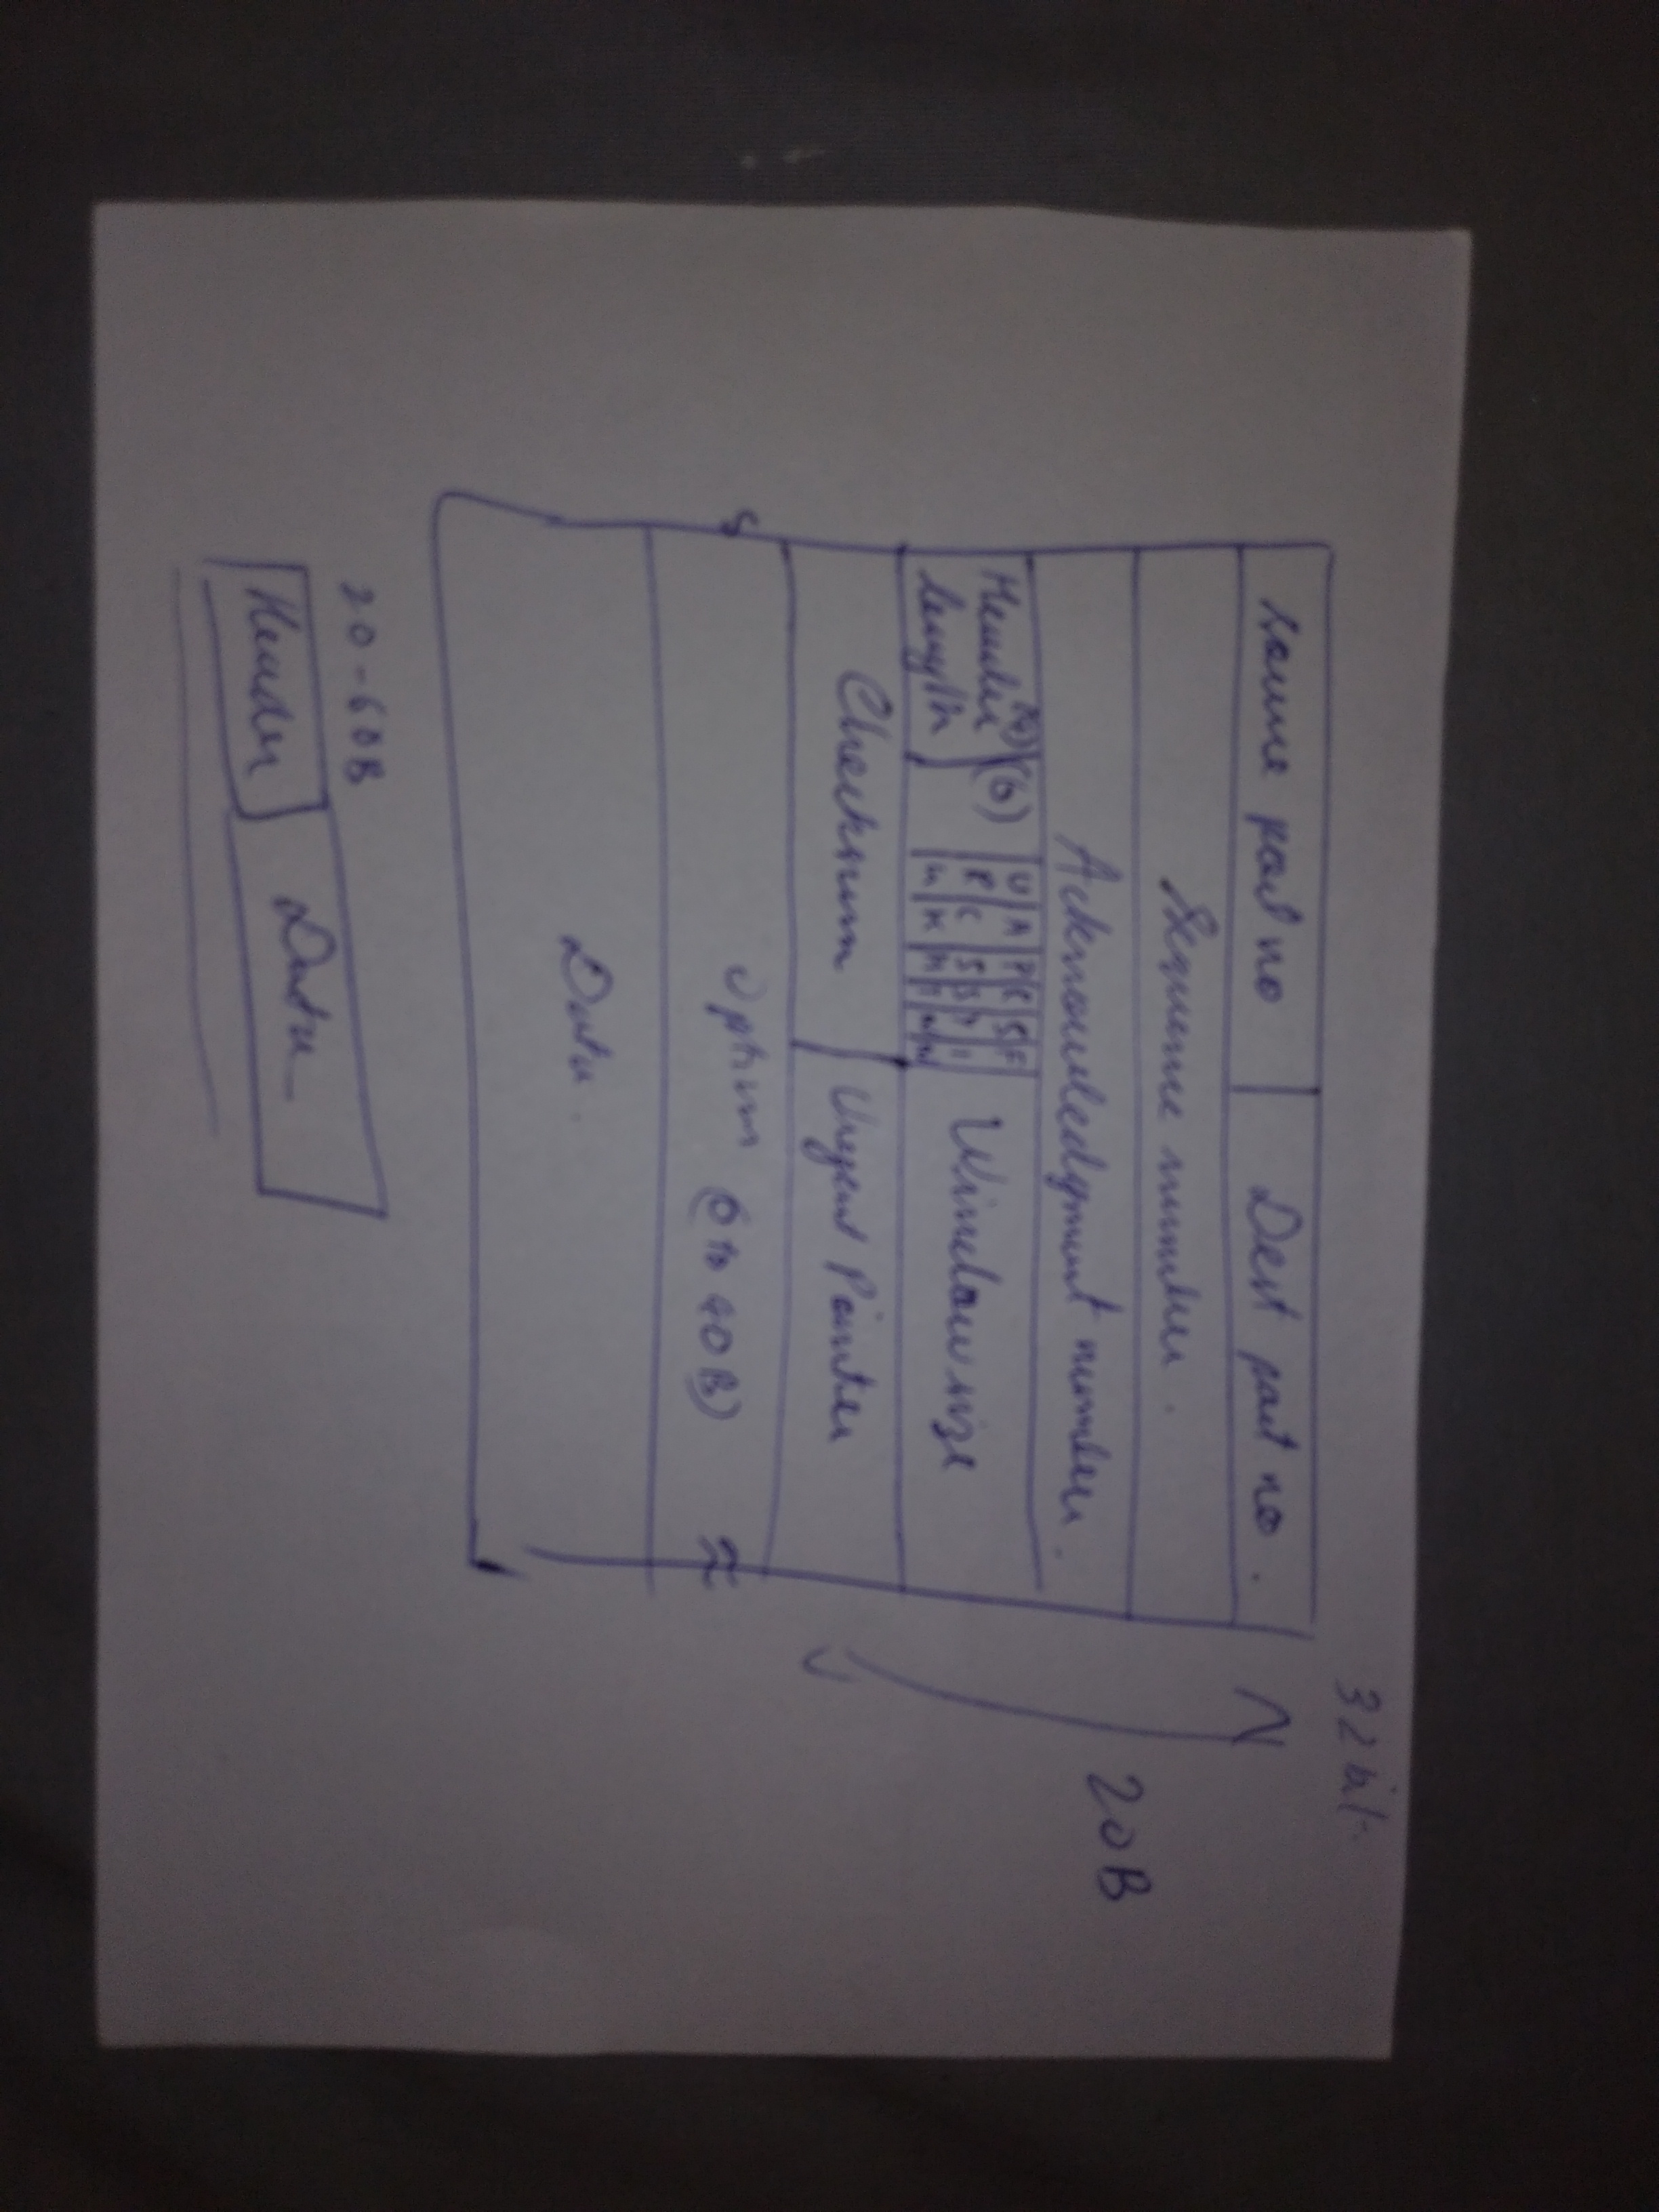 32 bit
Source port no Dest port no.
Sequence number.
Acknowledgment number.
Header length (4) (6) U R G A C K P S H R S T S Y N F I N Window size
Checksum Urgent Pointer
Option (0 to 40B)
Data.
20B
20-60B
Header Data